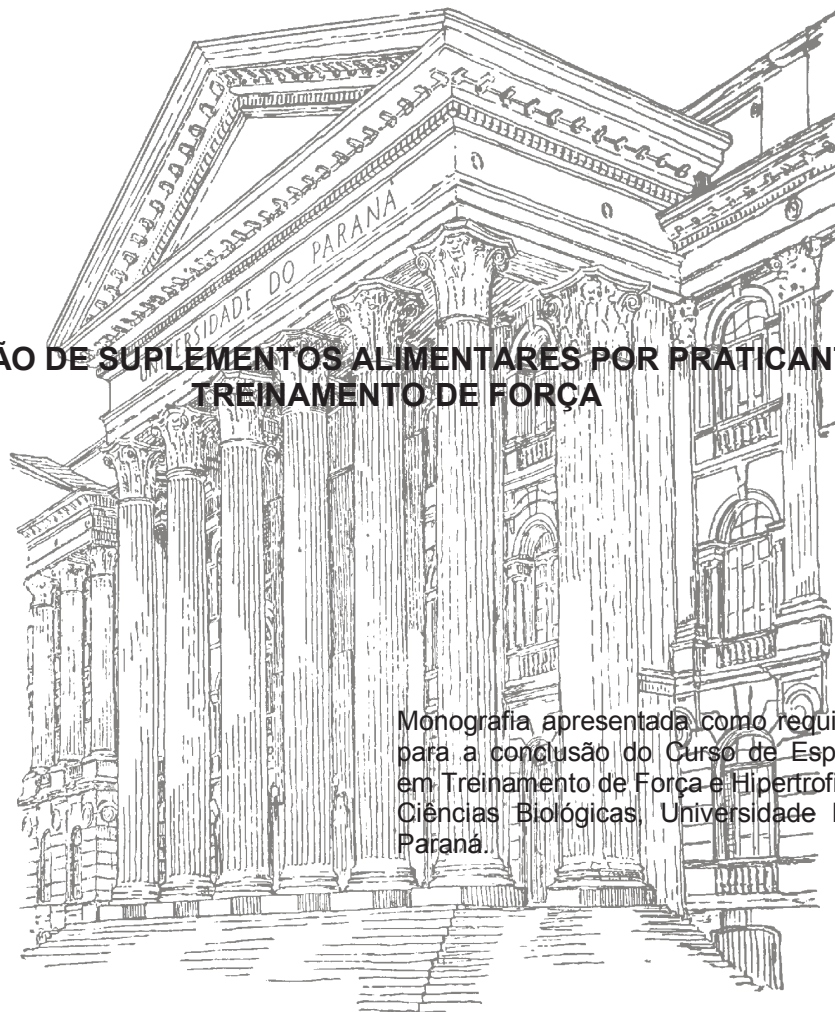 UNIVERSIDADE DO PARANÁ
ÃO DE SUPLEMENTOS ALIMENTARES POR PRATICANT
TREINAMENTO DE FORÇA
Monografia apresentada como requi
para a conclusão do Curso de Esp
em Treinamento de Força e Hipertrofi
Ciências Biológicas, Universidade
Paraná.